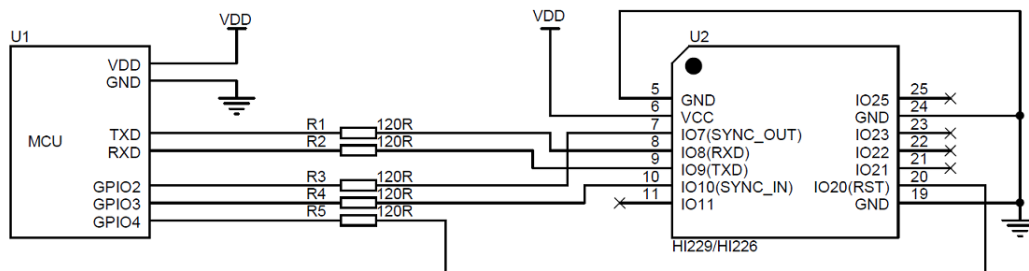 VDD
VDD
U1
U2
VDD
GND
MCU
TXD
RXD
GPIO2
GPIO3
GPIO4
R1 120R
R2 120R
R3 120R
R4 120R
R5 120R
5 GND
6 VCC
7 IO7(SYNC_OUT)
8 IO8(RXD)
9 IO9(TXD)
10 IO10(SYNC_IN)
11 IO11
IO25 25
GND 24
IO23 23
IO22 22
IO21 21
IO20(RST) 20
GND 19
HI229/HI226